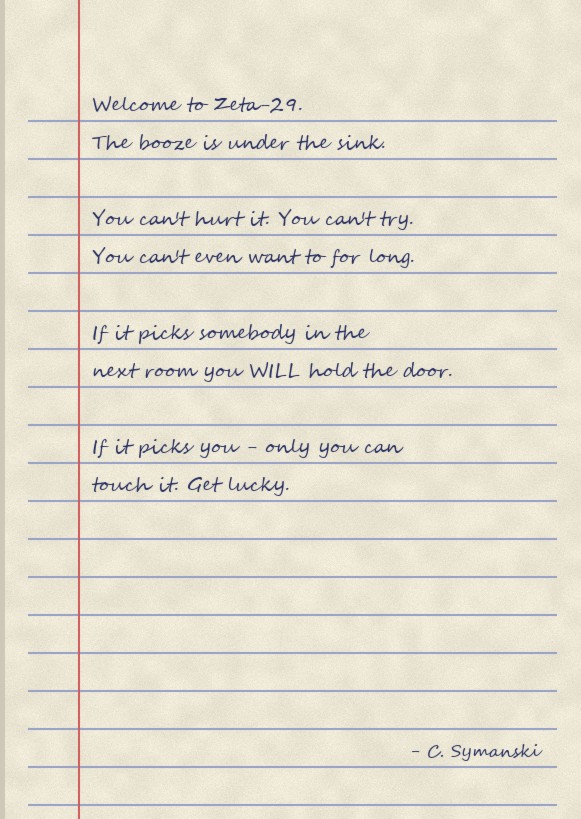 Welcome to Zeta-29.
The booze is under the sink.
You can't hurt it. You can't try.
You can't even want to for long.
If it picks somebody in the
next room you WILL hold the door.
If it picks you - only you can
touch it. Get lucky.
- C. Symanski